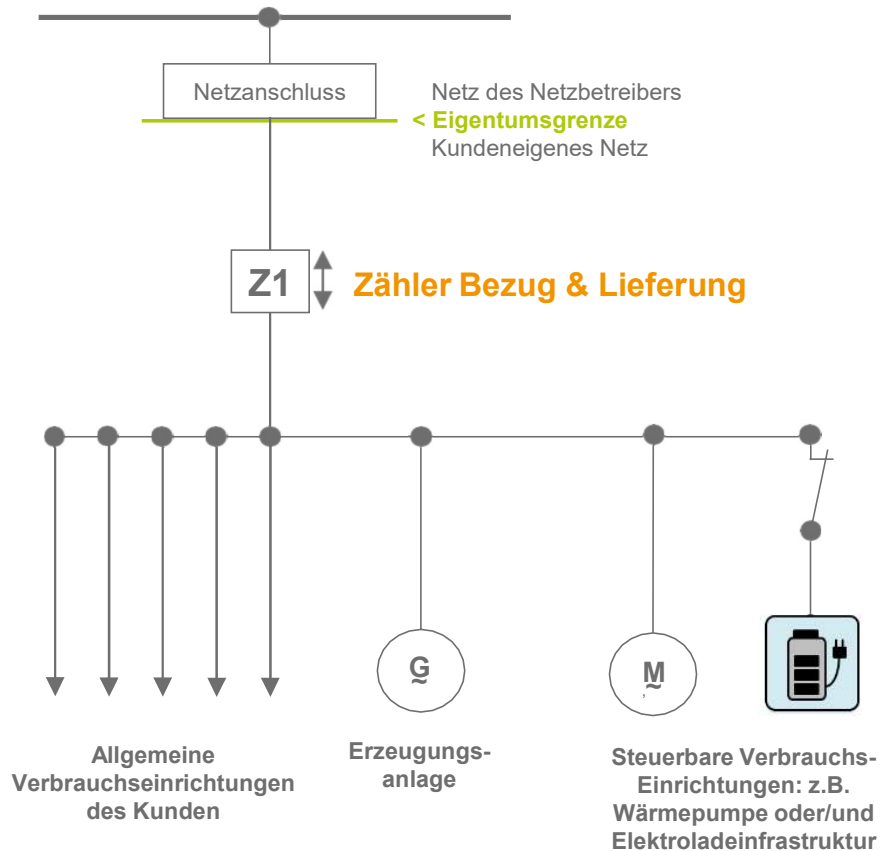 Netzanschluss
Netz des Netzbetreibers
< Eigentumsgrenze
Kundeneigenes Netz
Z1
Zähler Bezug & Lieferung
G
~
M
~
Allgemeine
Verbrauchseinrichtungen
des Kunden
Erzeugungs-
anlage
Steuerbare Verbrauchs-
Einrichtungen: z.B.
Wärmepumpe oder/und
Elektroladeinfrastruktur